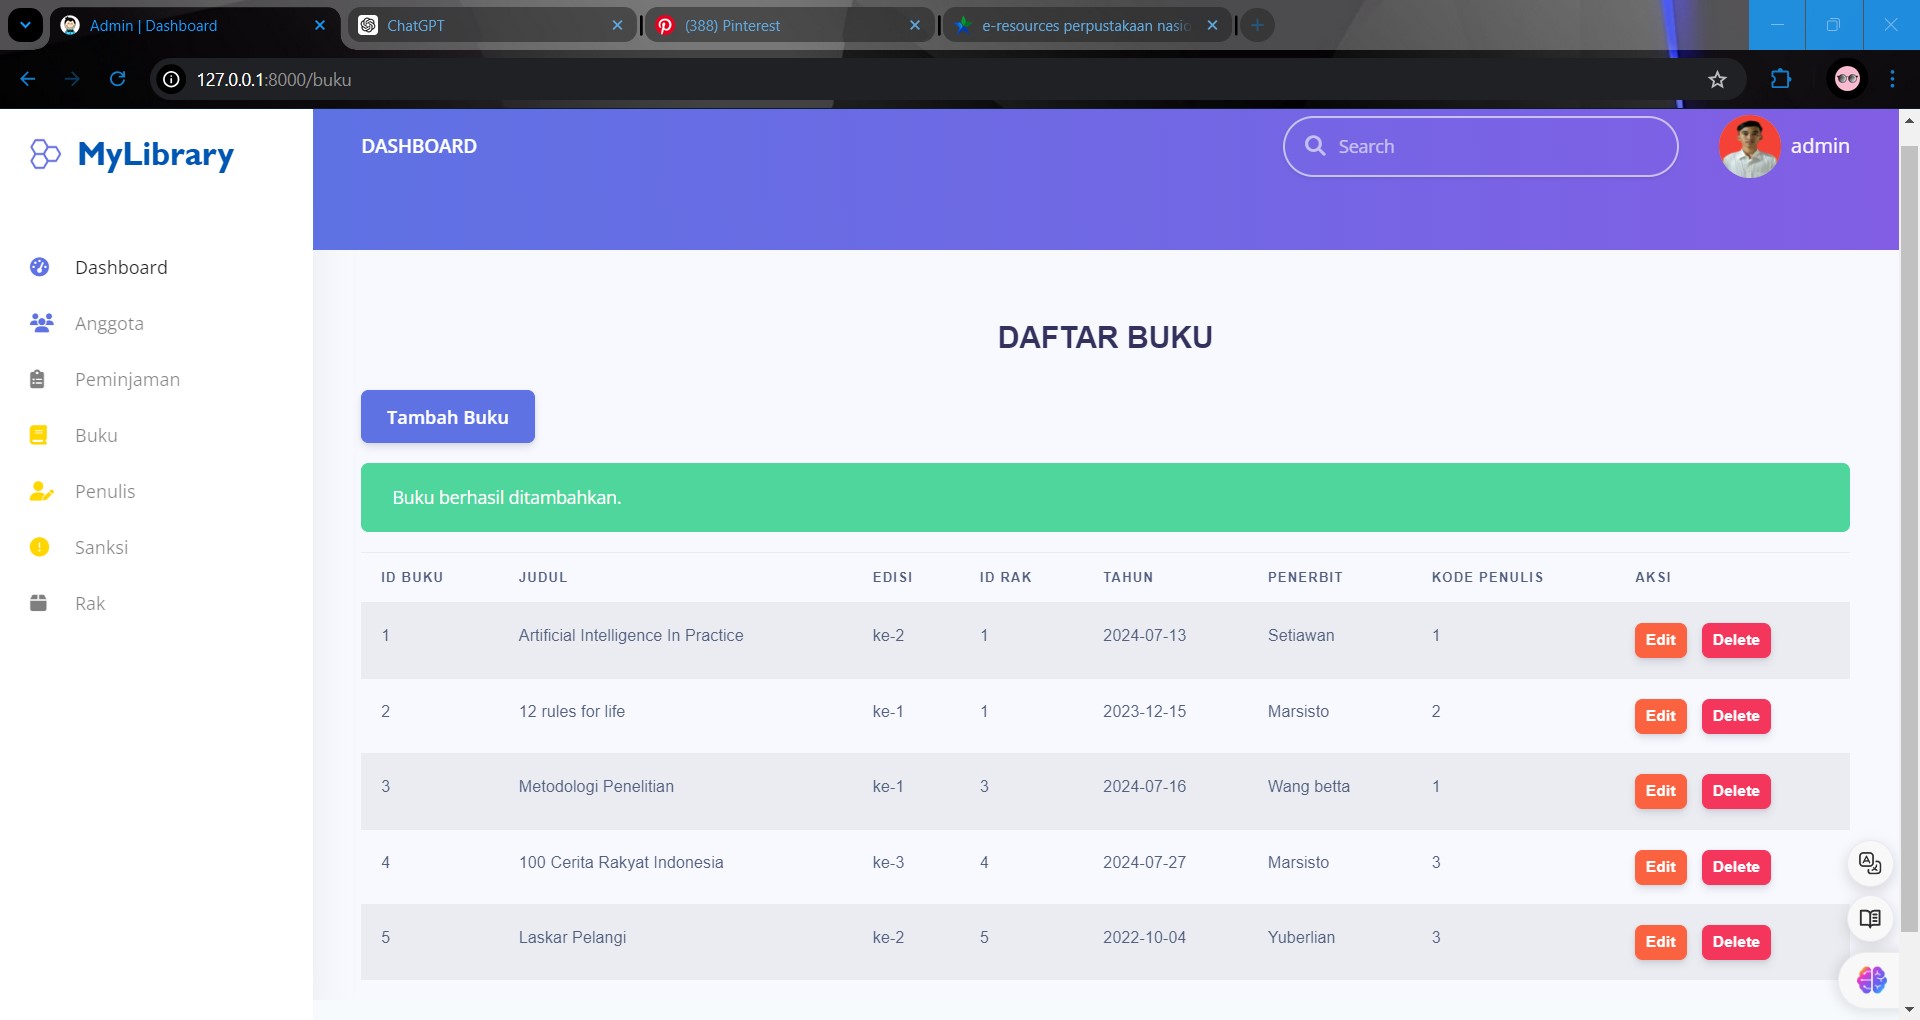 Admin | Dashboard
ChatGPT
(388) Pinterest
e-resources perpustakaan nasio
127.0.0.1:8000/buku
MyLibrary
DASHBOARD
Search
admin
Dashboard
Anggota
Peminjaman
Buku
Penulis
Sanksi
Rak
DAFTAR BUKU
Tambah Buku
Buku berhasil ditambahkan.
ID BUKU JUDUL EDISI ID RAK TAHUN PENERBIT KODE PENULIS AKSI
1 Artificial Intelligence In Practice ke-2 1 2024-07-13 Setiawan 1 Edit Delete
2 12 rules for life ke-1 1 2023-12-15 Marsisto 2 Edit Delete
3 Metodologi Penelitian ke-1 3 2024-07-16 Wang betta 1 Edit Delete
4 100 Cerita Rakyat Indonesia ke-3 4 2024-07-27 Marsisto 3 Edit Delete
5 Laskar Pelangi ke-2 5 2022-10-04 Yuberlian 3 Edit Delete